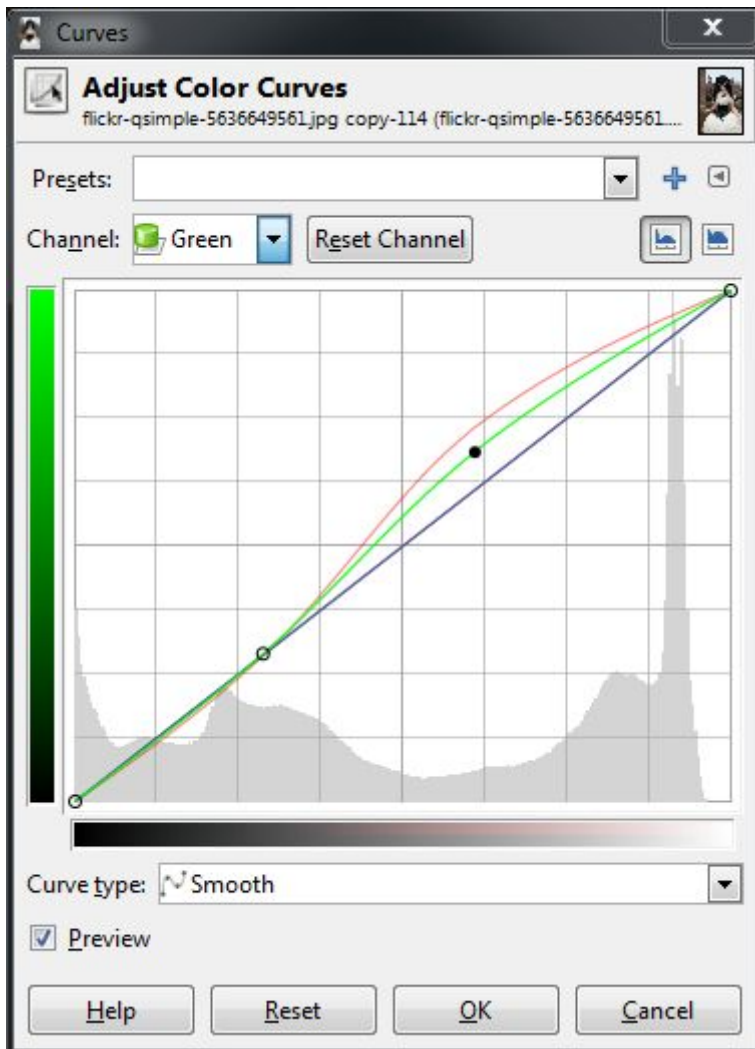 Curves
Adjust Color Curves
flickr-qsimple-5636649561.jpg copy-114 (flickr-qsimple-5636649561....
Presets:
Channel: Green Reset Channel
Curve type: Smooth
Preview
Help Reset OK Cancel